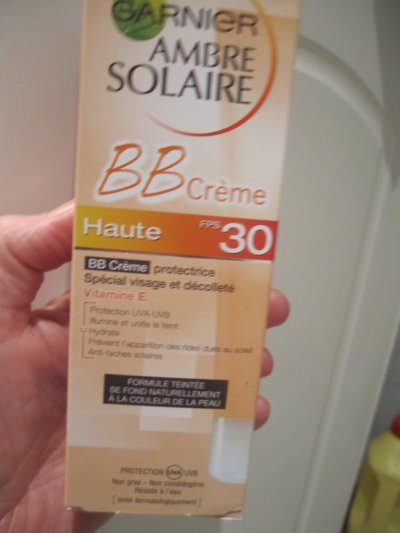 GARNIER
AMBRE
SOLAIRE
BB Crème
Haute FPS 30
BB Crème protectrice
Spécial visage et décolleté
Vitamine E
Protection UVA-UVB
Illumine et unifie le teint
Hydrate
Prévient l'apparition des rides dues au soleil
Anti-taches solaires
FORMULE TEINTÉE
SE FOND NATURELLEMENT
À LA COULEUR DE LA PEAU
PROTECTION UVA UVB
Non gras - Non comédogène
Résiste à l'eau
[ testé dermatologiquement ]